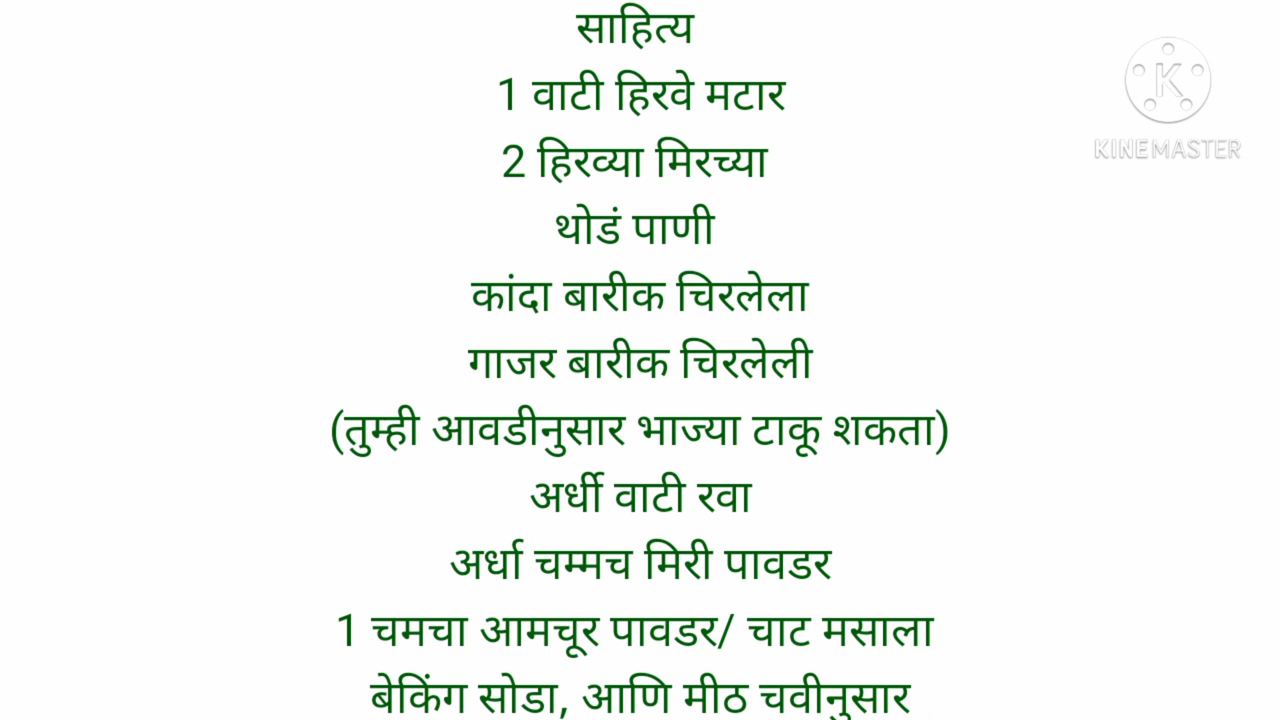 साहित्य
1 वाटी हिरवे मटार
2 हिरव्या मिरच्या
थोडं पाणी
कांदा बारीक चिरलेला
गाजर बारीक चिरलेली
(तुम्ही आवडीनुसार भाज्या टाकू शकता)
अर्धी वाटी रवा
अर्धा चम्मच मिरी पावडर
1 चमचा आमचूर पावडर/ चाट मसाला
बेकिंग सोडा, आणि मीठ चवीनुसार
K
KINEMASTER